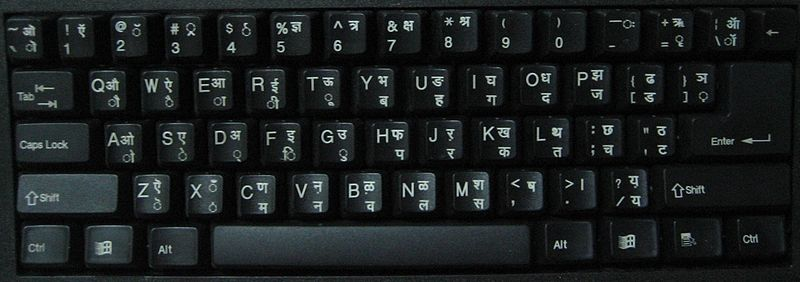 ~ ओ ! ऍ @ ॅ # ्र $ र् % ज्ञ ^ त्र & क्ष * श्र ( ) _ ः + ऋ ¦ ऑ ←
\ ो 1 2 3 4 5 6 7 8 9 0 - = ृ \ ॉ
Tab Q औ W ऐ E आ R ई T ऊ Y भ U ङ I घ O ध P झ { ढ } ञ
ौ ै ा ी ू ब ह ग द ज [ ड ] ़
Caps Lock A ओ S ए D अ F इ G उ H फ J ऱ K ख L थ : छ " ठ Enter
ो े ् ि ु प र क त ; च ' ट
Shift Z ऎ X ँ C ण V ऩ B ऴ N ळ M श < ष > । ? य़ Shift
ॆ ं म न व ल स , . / य
Ctrl Alt Alt Ctrl